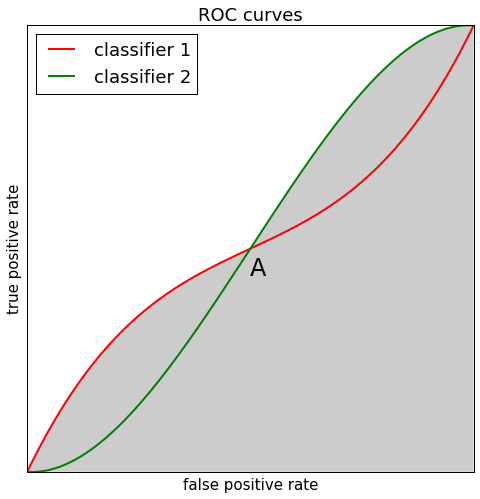 ROC curves
classifier 1
classifier 2
A
true positive rate
false positive rate